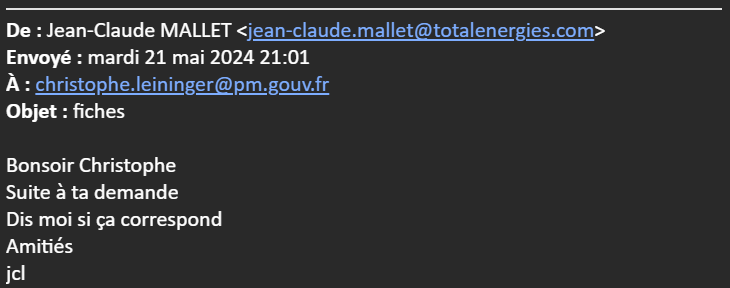 De : Jean-Claude MALLET <jean-claude.mallet@totalenergies.com>
Envoyé : mardi 21 mai 2024 21:01
À : christophe.leininger@pm.gouv.fr
Objet : fiches
Bonsoir Christophe
Suite à ta demande
Dis moi si ça correspond
Amitiés
jcl